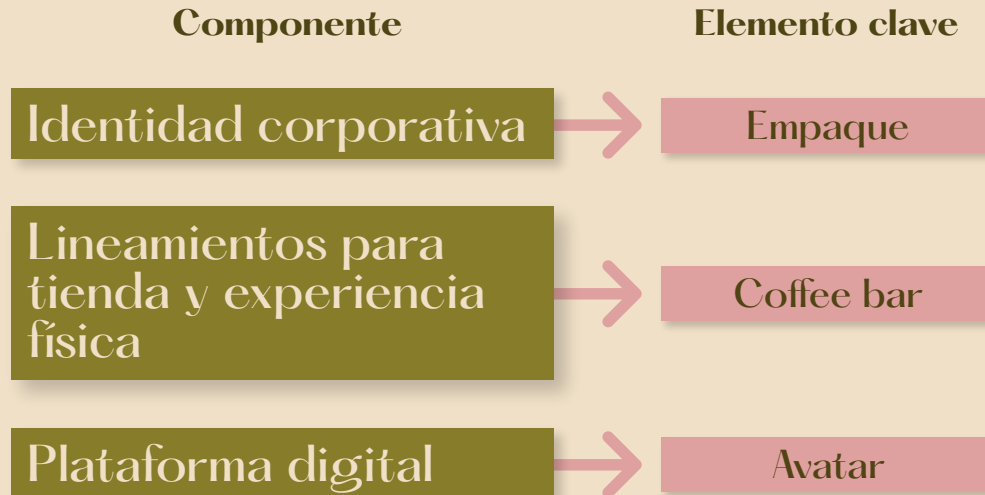 Componente
Elemento clave
Identidad corporativa
Empaque
Lineamientos para
tienda y experiencia
física
Coffee bar
Plataforma digital
Avatar